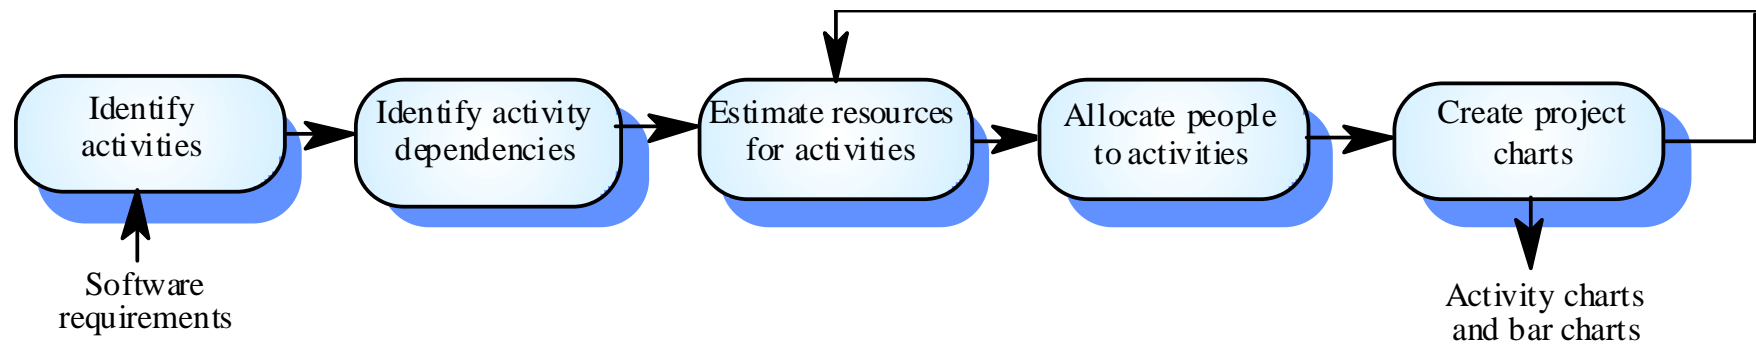 Identify
activities
Identify activity
dependencies
Estimate resources
for activities
Allocate people
to activities
Create project
charts
Software
requirements
Activity charts
and bar charts